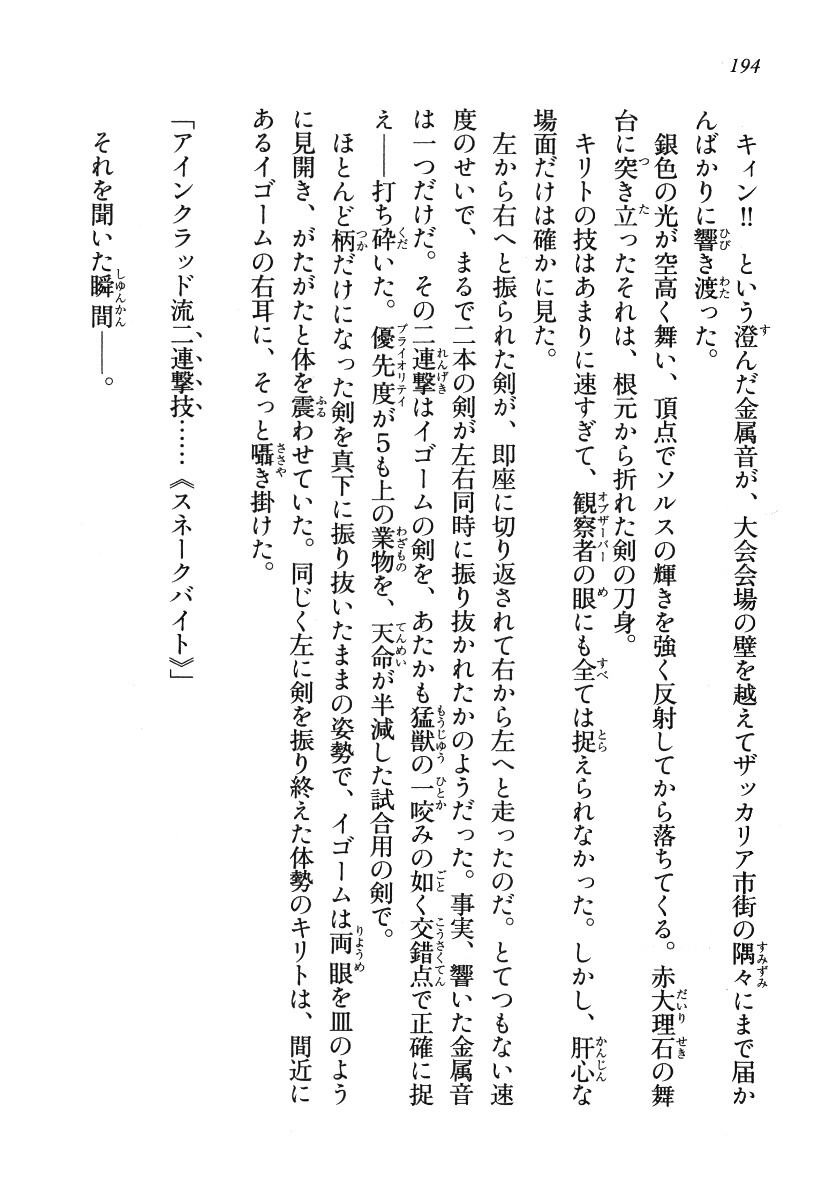 194
キィン!! という澄んだ金属音が、大会会場の壁を越えてザッカリア市街の隅々にまで届か
んばかりに響き渡った。
銀色の光が空高く舞い、頂点でソルスの輝きを強く反射してから落ちてくる。赤大理石の舞
台に突き立ったそれは、根元から折れた剣の刀身。
キリトの技はあまりに速すぎて、観察者の眼にも全ては捉えられなかった。しかし、肝心な
場面だけは確かに見た。
左から右へと振られた剣が、即座に切り返されて右から左へと走ったのだ。とてつもない速
度のせいで、まるで二本の剣が左右同時に振り抜かれたかのようだった。事実、響いた金属音
は一つだけだ。その二連撃はイゴームの剣を、あたかも猛獣の一咬みの如く交錯点で正確に捉
え――打ち砕いた。優先度が5も上の業物を、天命が半減した試合用の剣で。
ほとんど柄だけになった剣を真下に振り抜いたままの姿勢で、イゴームは両眼を皿のよう
に見開き、がたがたと体を震わせていた。同じく左に剣を振り終えた体勢のキリトは、間近に
あるイゴームの右耳に、そっと囁き掛けた。
「アインクラッド流二連撃技……《スネークバイト》」
それを聞いた瞬間――。